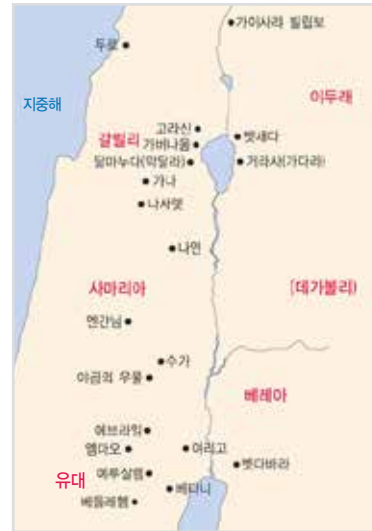 가이사랴 빌립보
두로
이두래
지중해
고라신
갈릴리
가버나움
벳새다
달마누다(막달라)
거라사(가다라)
가나
나사렛
나인
사마리아
[데가볼리]
엔간님
수가
야곱의 우물
베레아
에브라임
엠마오
여리고
벳다바라
유대
예루살렘
베다니
베들레헴